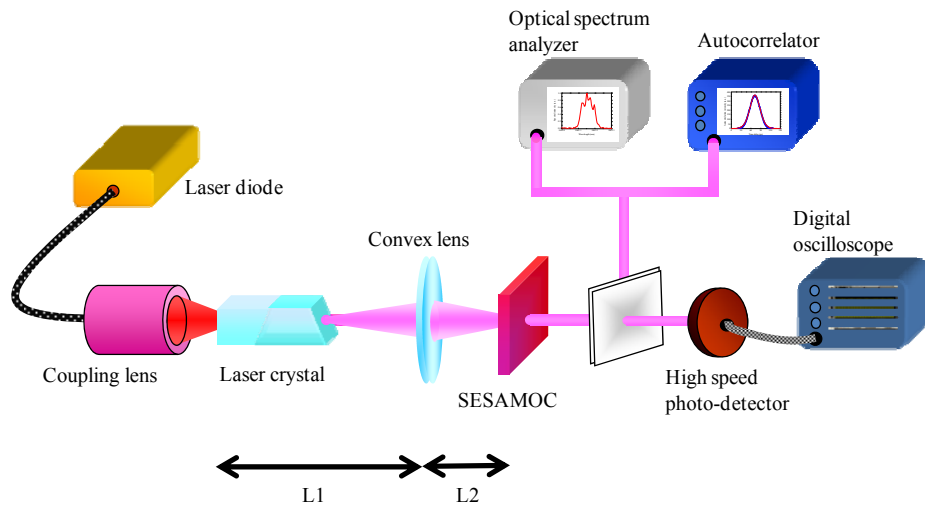 Optical spectrum
analyzer
Autocorrelator
Laser diode
Convex lens
Digital
oscilloscope
Coupling lens
Laser crystal
SESAMOC
High speed
photo-detector
L1
L2